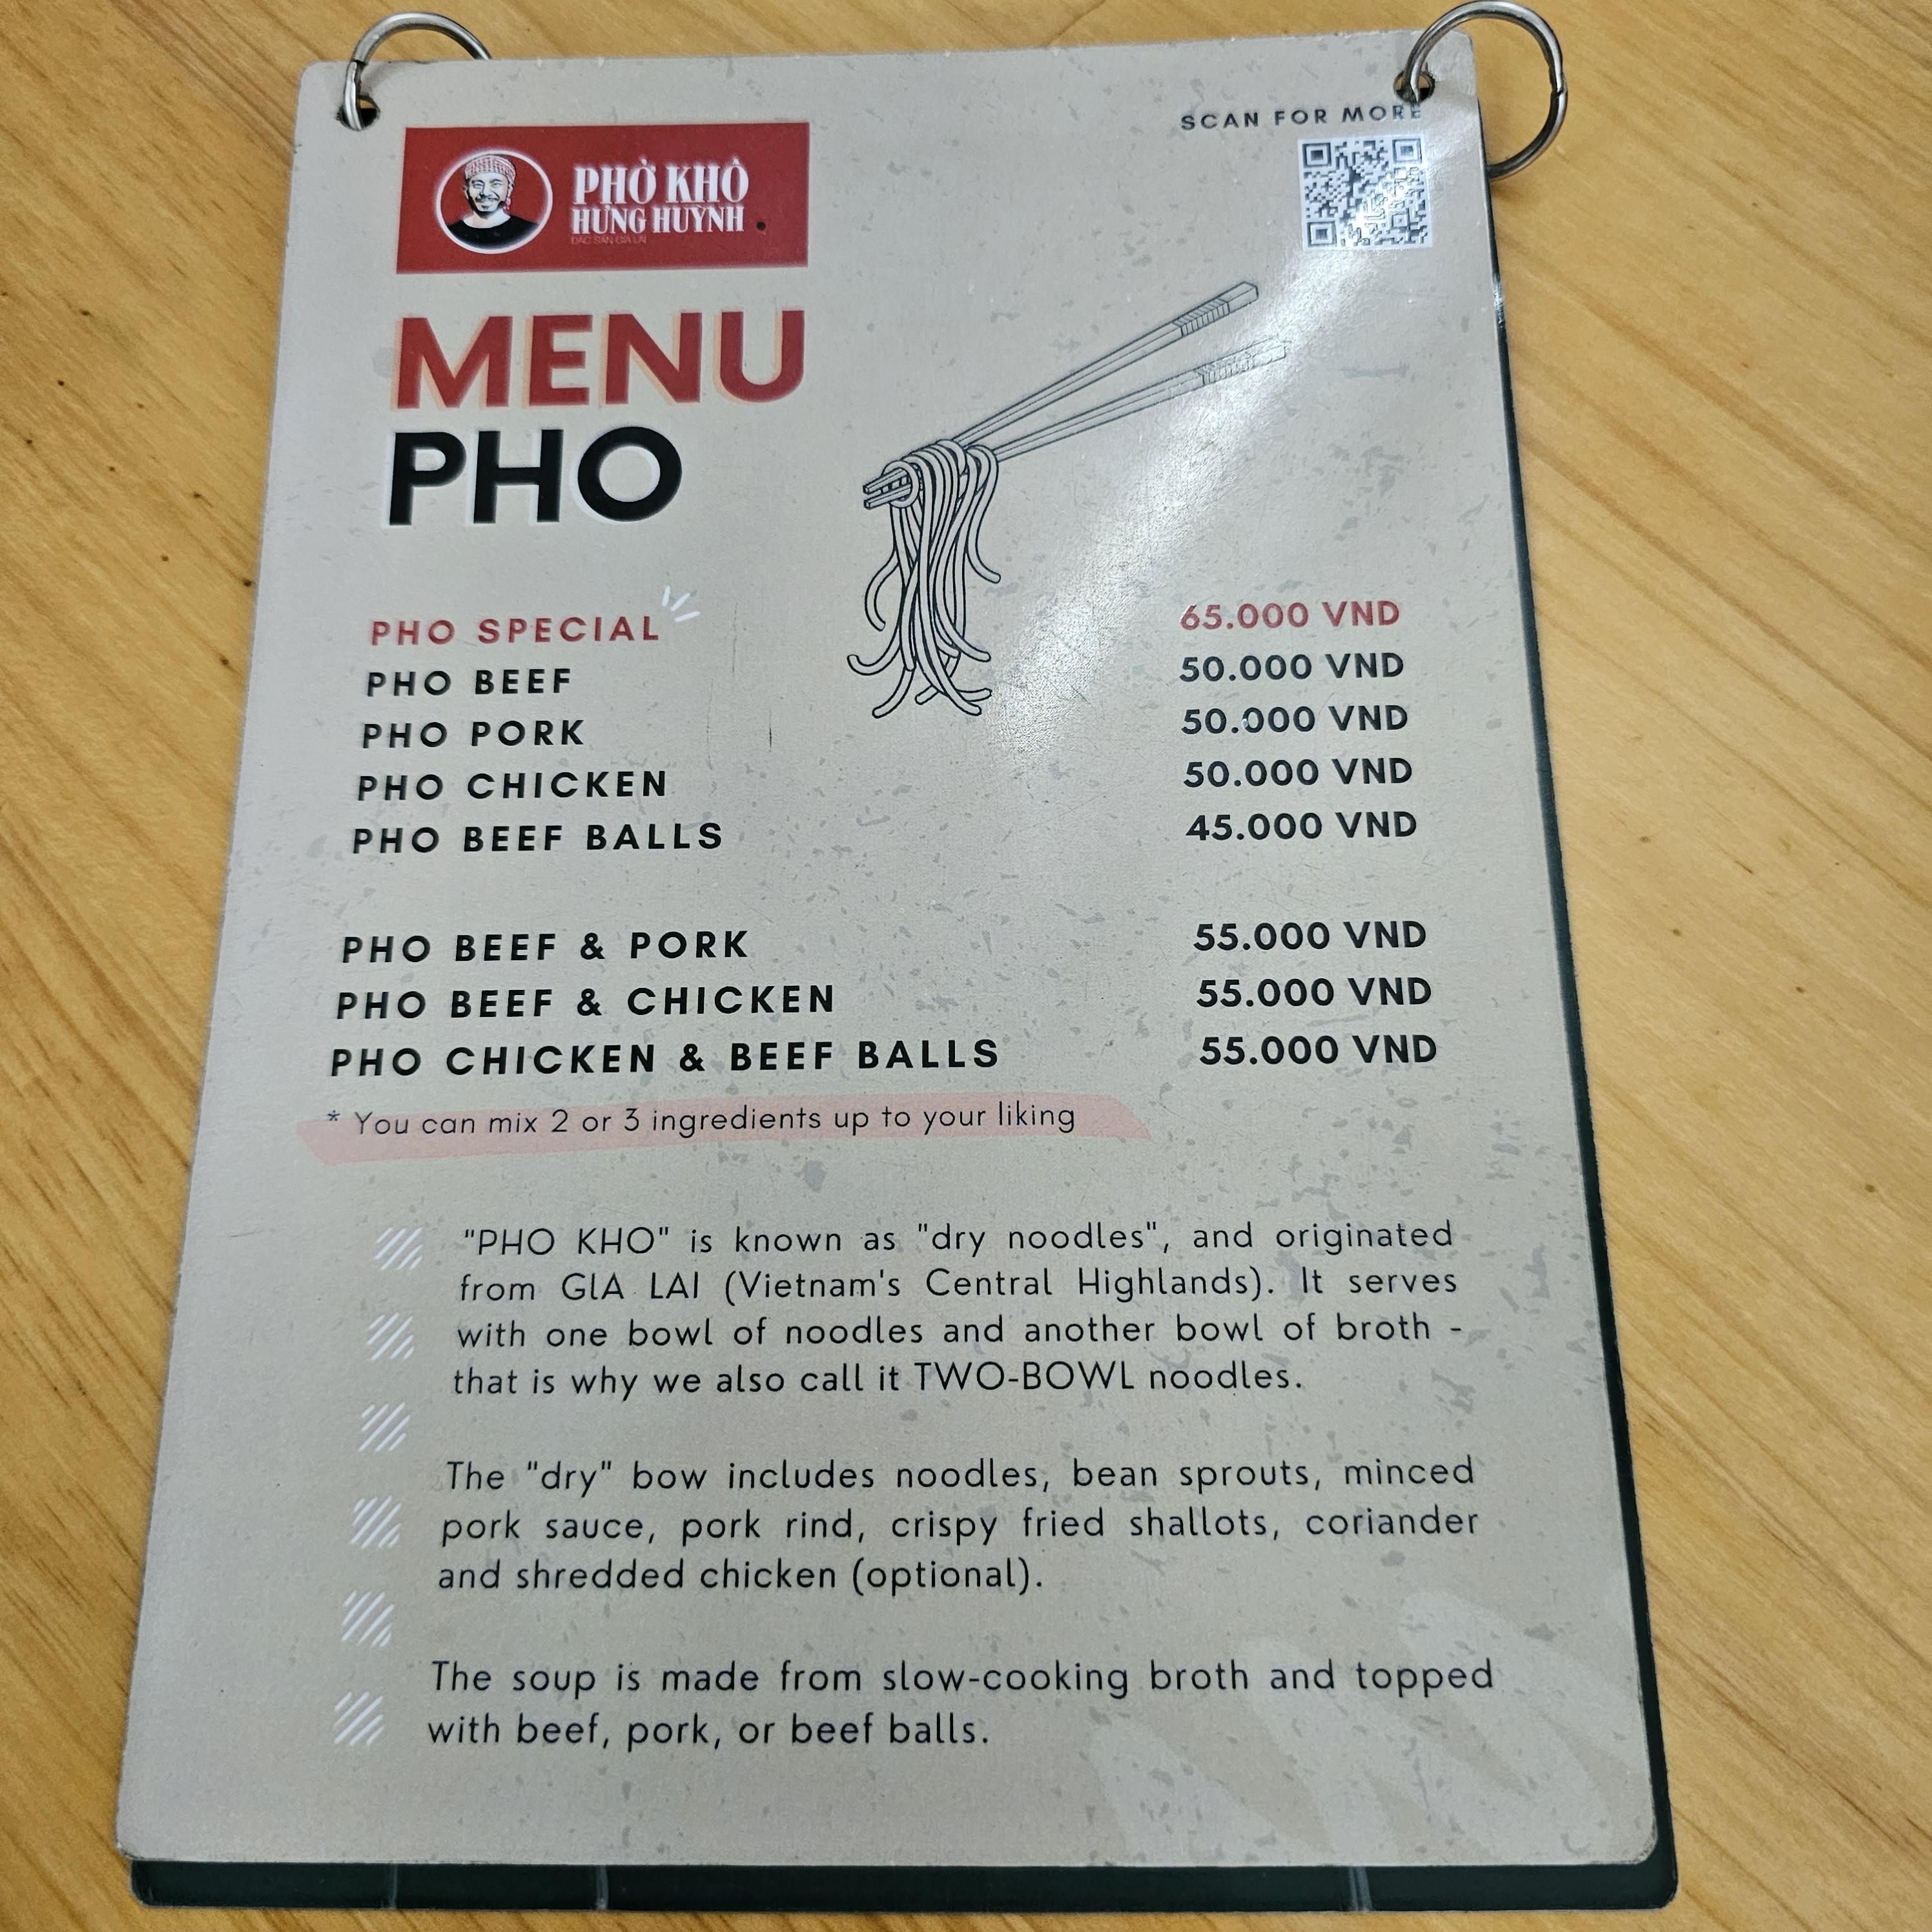 SCAN FOR MORE
PHỞ KHÔ
HƯNG HUỲNH
ĐẶC SẢN GIA LAI
MENU
PHO
PHO SPECIAL 65.000 VND
PHO BEEF 50.000 VND
PHO PORK 50.000 VND
PHO CHICKEN 50.000 VND
PHO BEEF BALLS 45.000 VND
PHO BEEF & PORK 55.000 VND
PHO BEEF & CHICKEN 55.000 VND
PHO CHICKEN & BEEF BALLS 55.000 VND
* You can mix 2 or 3 ingredients up to your liking
"PHO KHO" is known as "dry noodles", and originated
from GIA LAI (Vietnam's Central Highlands). It serves
with one bowl of noodles and another bowl of broth -
that is why we also call it TWO-BOWL noodles.
The "dry" bow includes noodles, bean sprouts, minced
pork sauce, pork rind, crispy fried shallots, coriander
and shredded chicken (optional).
The soup is made from slow-cooking broth and topped
with beef, pork, or beef balls.